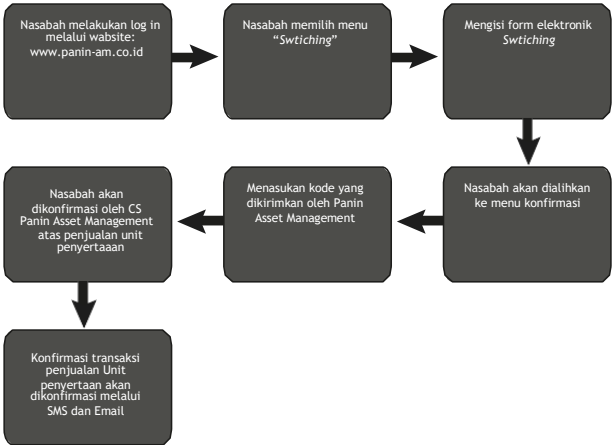 Nasabah melakukan log in
melalui wabsite:
www.panin-am.co.id
Nasabah memilih menu
“Swtiching”
Mengisi form elektronik
Swtiching
Nasabah akan dialihkan
ke menu konfirmasi
Menasukan kode yang
dikirimkan oleh Panin
Asset Management
Nasabah akan
dikonfirmasi oleh CS
Panin Asset Management
atas penjualan unit
penyertaaan
Konfirmasi transaksi
penjualan Unit
penyertaan akan
dikonfirmasi melalui
SMS dan Email